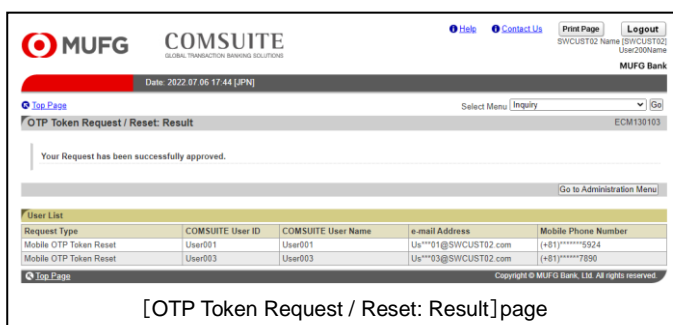 MUFG
COMSUITE
GLOBAL TRANSACTION BANKING SOLUTIONS
Help Contact Us Print Page Logout
SWCUST02 Name [SWCUST02]
User200Name
MUFG Bank
Date: 2022.07.06 17:44 [JPN]
Top Page Select Menu Inquiry Go
OTP Token Request / Reset: Result ECM130103
Your Request has been successfully approved.
Go to Administration Menu
User List
Request Type COMSUITE User ID COMSUITE User Name e-mail Address Mobile Phone Number
Mobile OTP Token Reset User001 User001 Us***01@SWCUST02.com (+81)*******5924
Mobile OTP Token Reset User003 User003 Us***03@SWCUST02.com (+81)******7890
Top Page Copyright © MUFG Bank, Ltd. All rights reserved.
[OTP Token Request / Reset: Result]page